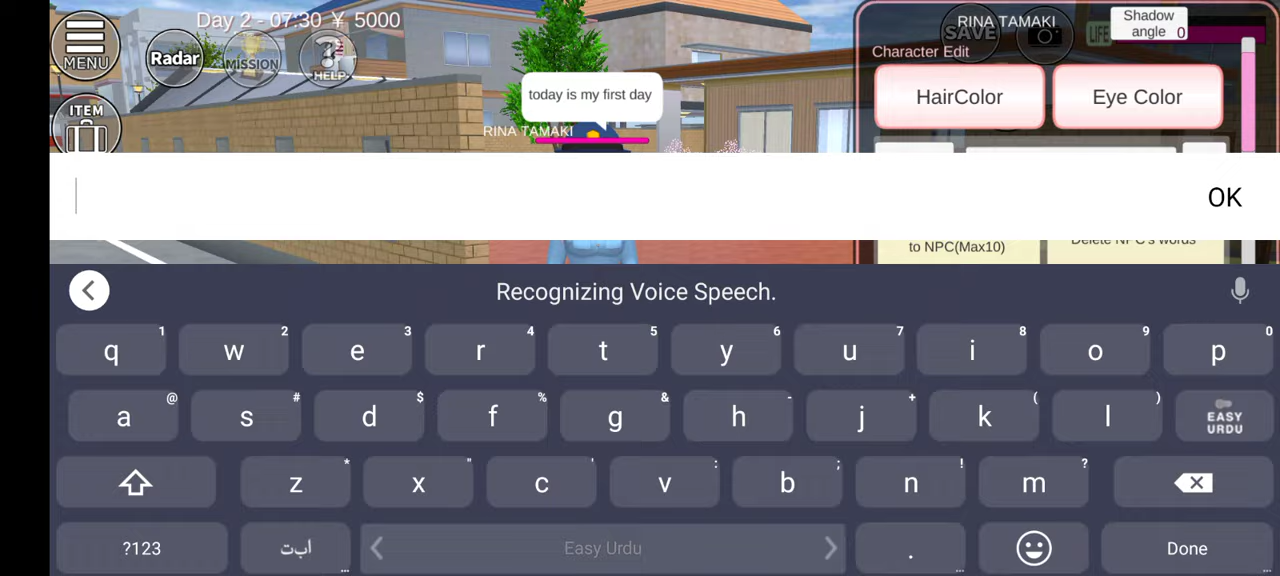 Day 2 - 07:30 ¥ 5000
MENU
Radar
MISSION
HELP
ITEM
today is my first day
RINA TAMAKI
RINA TAMAKI
SAVE
LIFE
Shadow
angle 0
Character Edit
HairColor
Eye Color
OK
to NPC(Max10)
Delete NPC's words
Recognizing Voice Speech.
q 1 w 2 e 3 r 4 t 5 y 6 u 7 i 8 o 9 p 0
a @ s # d $ f % g & h - j + k ( l )
EASY
URDU
z * x " c ' v : b ; n ! m ?
?123
ا ب ت
...
Easy Urdu
.
...
Done
...